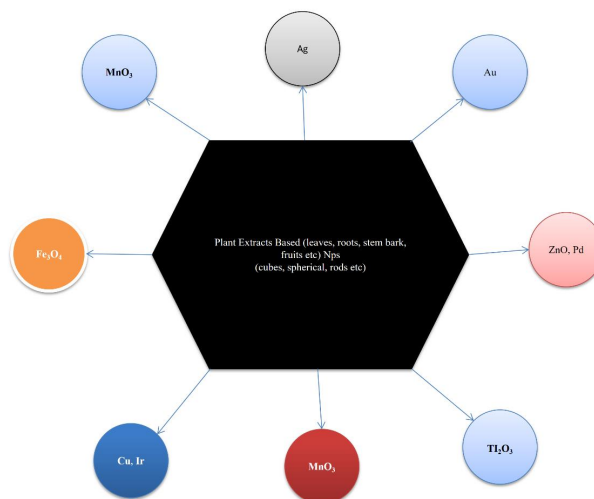 Ag
MnO₃
Au
Plant Extracts Based (leaves, roots, stem bark,
fruits etc) Nps
(cubes, spherical, rods etc)
Fe₃O₄
ZnO, Pd
Cu, Ir
MnO₃
TI₂O₃